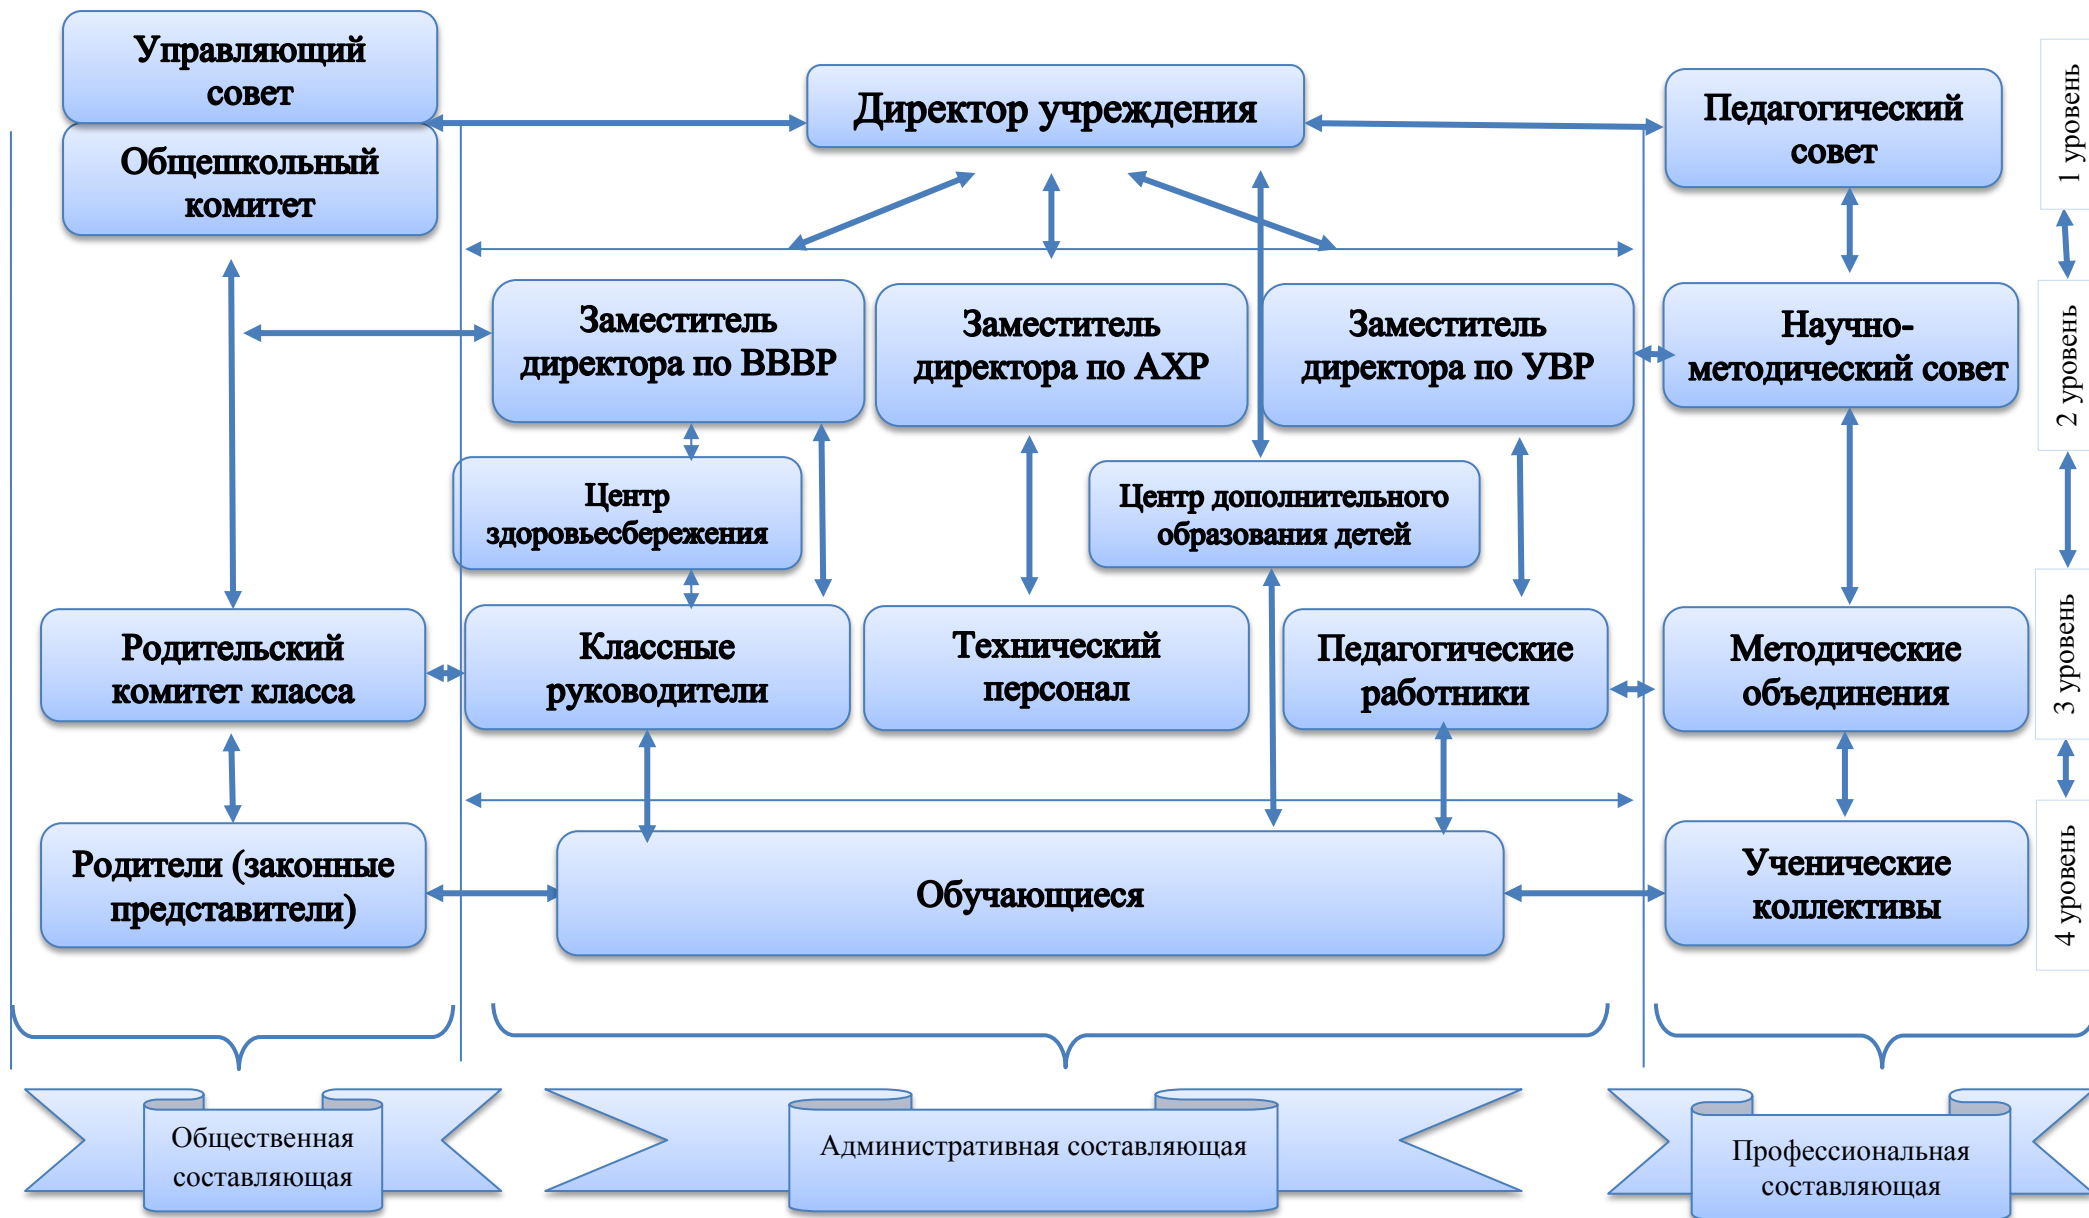 Управляющий
совет
Общешкольный
комитет
Директор учреждения
Педагогический
совет
1 уровень
Заместитель
директора по ВВВР
Заместитель
директора по АХР
Заместитель
директора по УВР
Научно-
методический совет
2 уровень
Центр
здоровьесбережения
Центр дополнительного
образования детей
Родительский
комитет класса
Классные
руководители
Технический
персонал
Педагогические
работники
Методические
объединения
3 уровень
Родители (законные
представители)
Обучающиеся
Ученические
коллективы
4 уровень
Общественная
составляющая
Административная составляющая
Профессиональная
составляющая